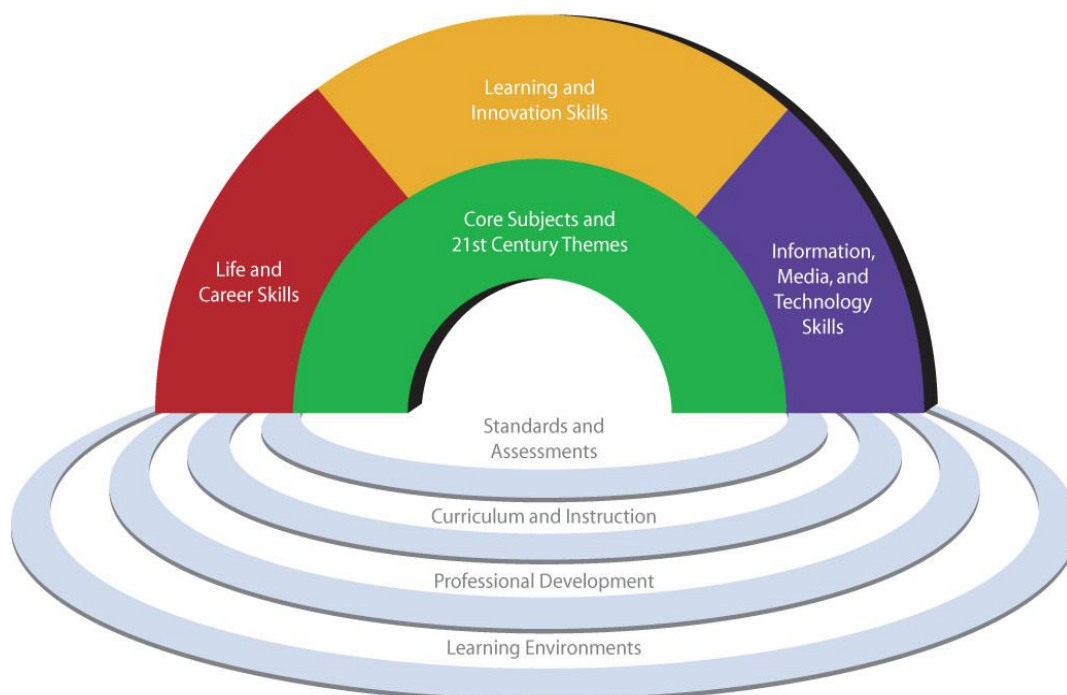 Learning and
Innovation Skills
Core Subjects and
21st Century Themes
Life and
Career Skills
Information,
Media, and
Technology
Skills
Standards and
Assessments
Curriculum and Instruction
Professional Development
Learning Environments